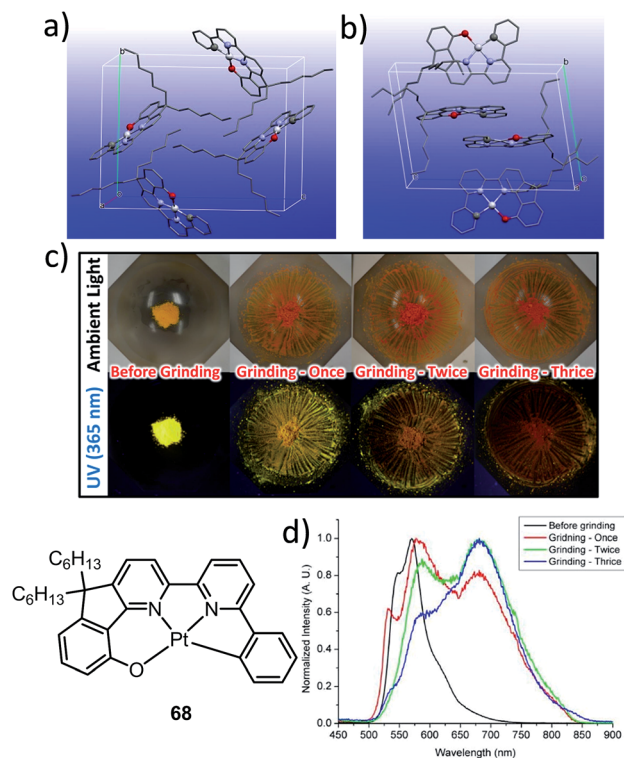 a)
b)
c)
Ambient Light
Before Grinding
Grinding - Once
Grinding - Twice
Grinding - Thrice
UV (365 nm)
C6H13
C6H13
N
N
Pt
O
68
d)
Before grinding
Gridning - Once
Grinding - Twice
Grinding - Thrice
Normalized Intensity (A. U.)
1.0
0.8
0.6
0.4
0.2
0.0
450 500 550 600 650 700 750 800 850 900
Wavelength (nm)